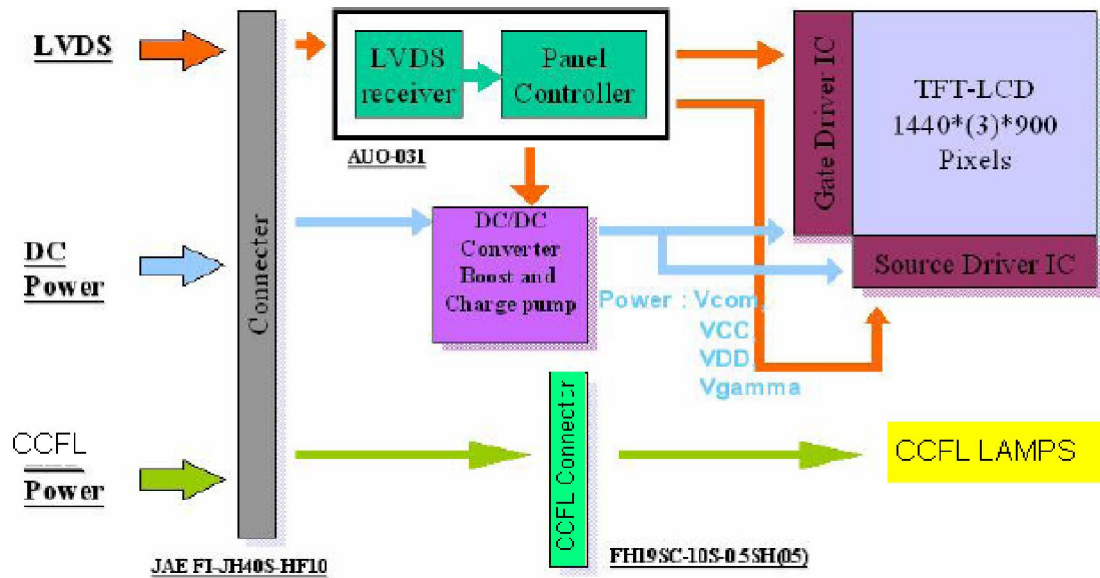 LVDS
DC
Power
CCFL
Power
Connecter
JAE FI-JH40S-HF10
LVDS
receiver
Panel
Controller
AUO-031
DC/DC
Converter
Boost and
Charge pump
Power : Vcom,
VCC,
VDD,
Vgamma
Gate Driver IC
TFT-LCD
1440*(3)*900
Pixels
Source Driver IC
CCFL Connector
FH19SC-10S-0.5SH(05)
CCFL LAMPS